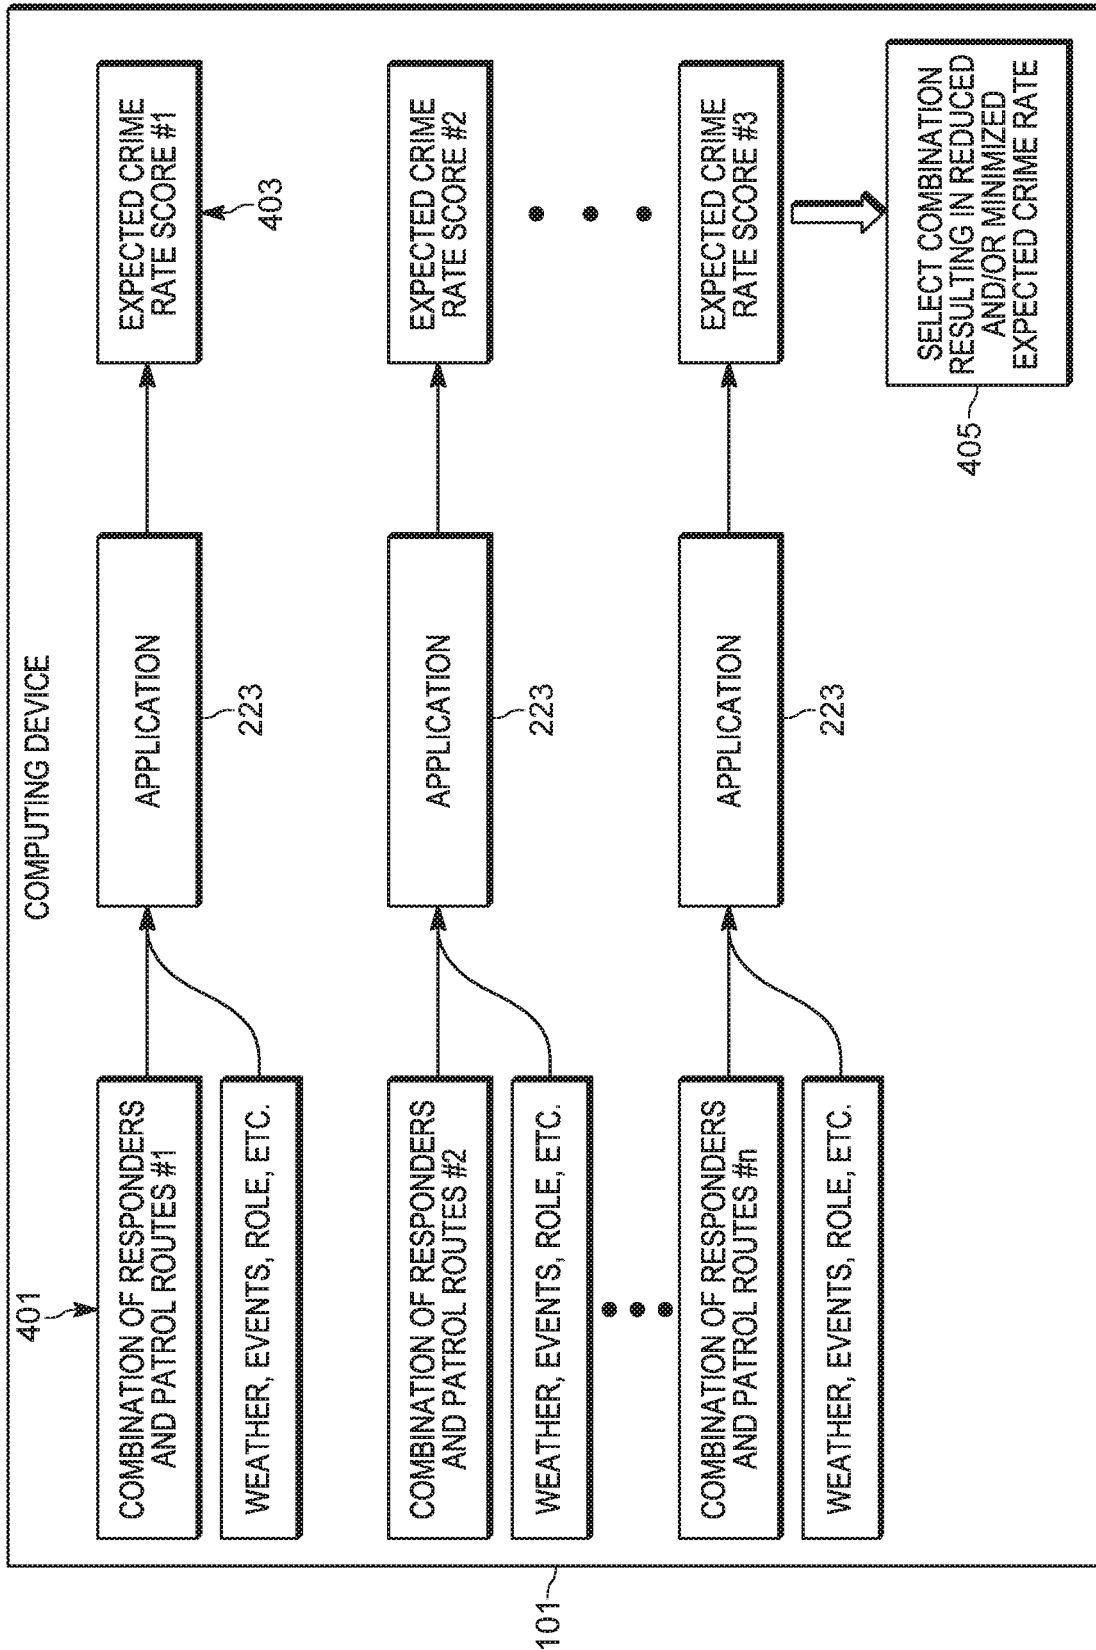 COMPUTING DEVICE
401
COMBINATION OF RESPONDERS
AND PATROL ROUTES #1
WEATHER, EVENTS, ROLE, ETC.
APPLICATION
223
EXPECTED CRIME
RATE SCORE #1
403
COMBINATION OF RESPONDERS
AND PATROL ROUTES #2
WEATHER, EVENTS, ROLE, ETC.
APPLICATION
223
EXPECTED CRIME
RATE SCORE #2
COMBINATION OF RESPONDERS
AND PATROL ROUTES #n
WEATHER, EVENTS, ROLE, ETC.
APPLICATION
223
EXPECTED CRIME
RATE SCORE #3
SELECT COMBINATION
RESULTING IN REDUCED
AND/OR MINIMIZED
EXPECTED CRIME RATE
405
101